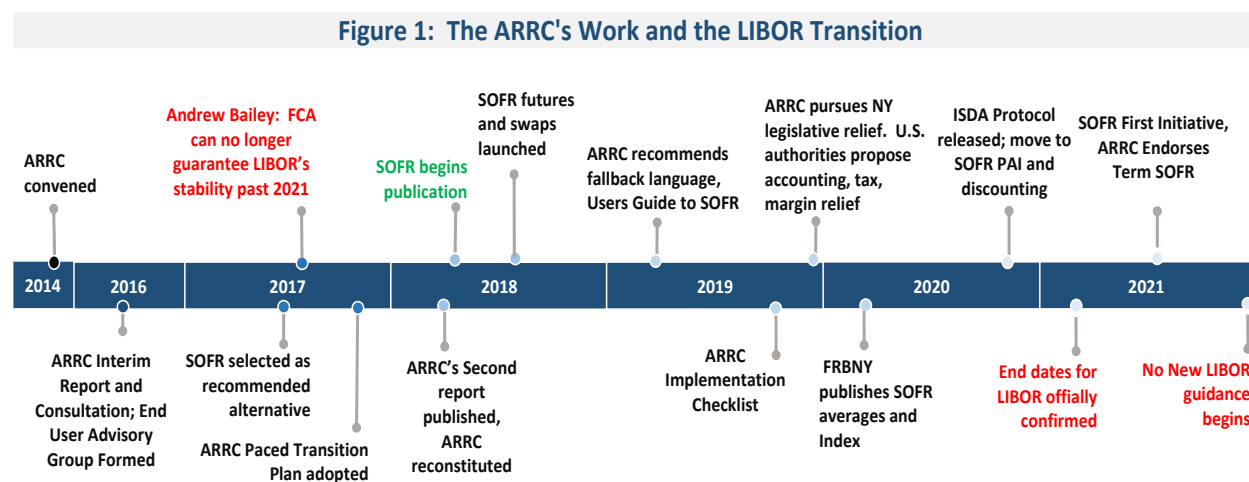 Figure 1:  The ARRC's Work and the LIBOR Transition
ARRC
convened
Andrew Bailey:  FCA
can no longer
guarantee LIBOR's
stability past 2021
SOFR begins
publication
SOFR futures
and swaps
launched
ARRC recommends
fallback language,
Users Guide to SOFR
ARRC pursues NY
legislative relief.  U.S.
authorities propose
accounting, tax,
margin relief
ISDA Protocol
released; move to
SOFR PAI and
discounting
SOFR First Initiative,
ARRC Endorses
Term SOFR
2014
2016
2017
2018
2019
2020
2021
ARRC Interim
Report and
Consultation; End
User Advisory
Group Formed
SOFR selected as
recommended
alternative
ARRC Paced Transition
Plan adopted
ARRC's Second
report
published,
ARRC
reconstituted
ARRC
Implementation
Checklist
FRBNY
publishes SOFR
averages and
Index
End dates for
LIBOR offially
confirmed
No New LIBOR
guidance
begins